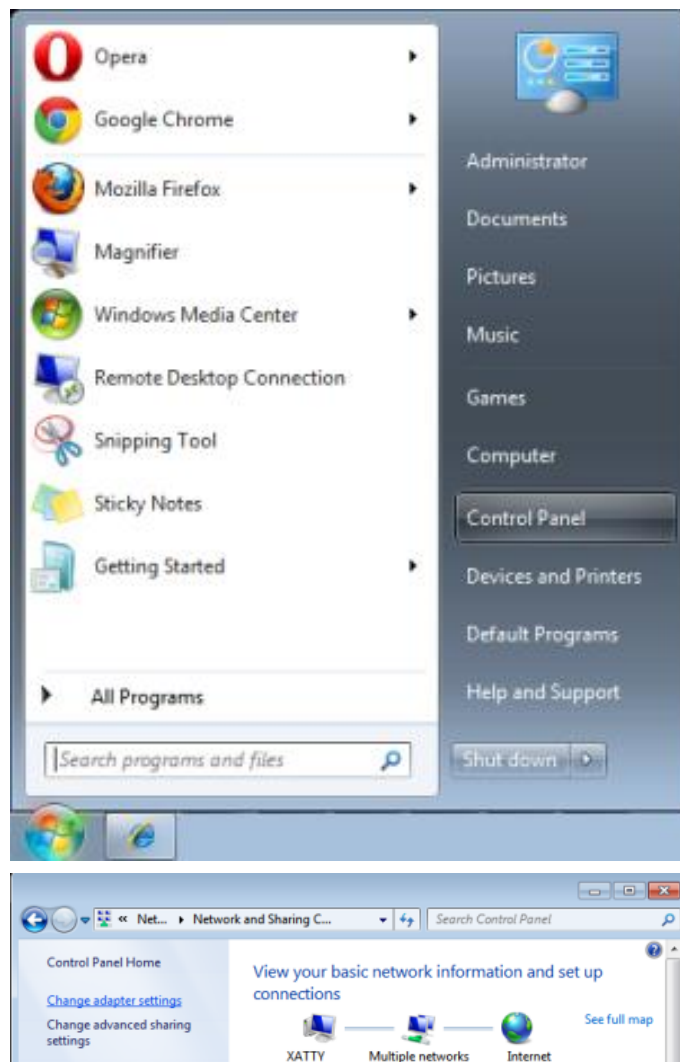 Opera
Google Chrome
Mozilla Firefox
Magnifier
Windows Media Center
Remote Desktop Connection
Snipping Tool
Sticky Notes
Getting Started
All Programs
Search programs and files
Administrator
Documents
Pictures
Music
Games
Computer
Control Panel
Devices and Printers
Default Programs
Help and Support
Shut down
« Net... Network and Sharing C...
Search Control Panel
Control Panel Home
Change adapter settings
Change advanced sharing
settings
View your basic network information and set up
connections
See full map
XATTY Multiple networks Internet